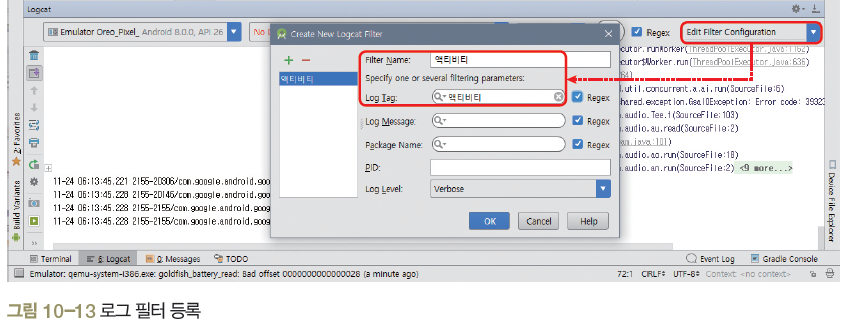 Logcat
Emulator Oreo_Pixel_ Android 8.0.0, API 26
No
Regex
Edit Filter Configuration
Create New Logcat Filter
액티비티
Filter Name: 액티비티
Specify one or several filtering parameters:
Log Tag: 액티비티 Regex
Log Message: Regex
Package Name: Regex
PID:
Log Level: Verbose
OK Cancel Help
ecutor.runWorker(ThreadPoolExecutor.java:1162)
ecutor$Worker.run(ThreadPoolExecutor.java:636)
64)
.util.concurrent.a.ai.run(SourceFile:5)
shared.exception.GsaIOException: Error code: 39323
.audio.Tee.i(SourceFile:103)
.audio.au.read(SourceFile:2)
am.java:101)
.audio.ao.run(SourceFile:18)
.audio.an.run(SourceFile:2) <9 more...>
11-24 06:13:45.221 2155-20306/com.google.android.goo
11-24 06:13:45.228 2155-20146/com.google.android.goo
11-24 06:13:45.228 2155-2155/com.google.android.goog
11-24 06:13:45.228 2155-2155/com.google.android.goog
2: Favorites
Build Variants
Device File Explorer
Terminal 6: Logcat 0: Messages TODO Event Log Gradle Console
Emulator: qemu-system-i386.exe: goldfish_battery_read: Bad offset 0000000000000028 (a minute ago) 72:1 CRLF UTF-8 Context: <no context>
그림 10-13 로그 필터 등록